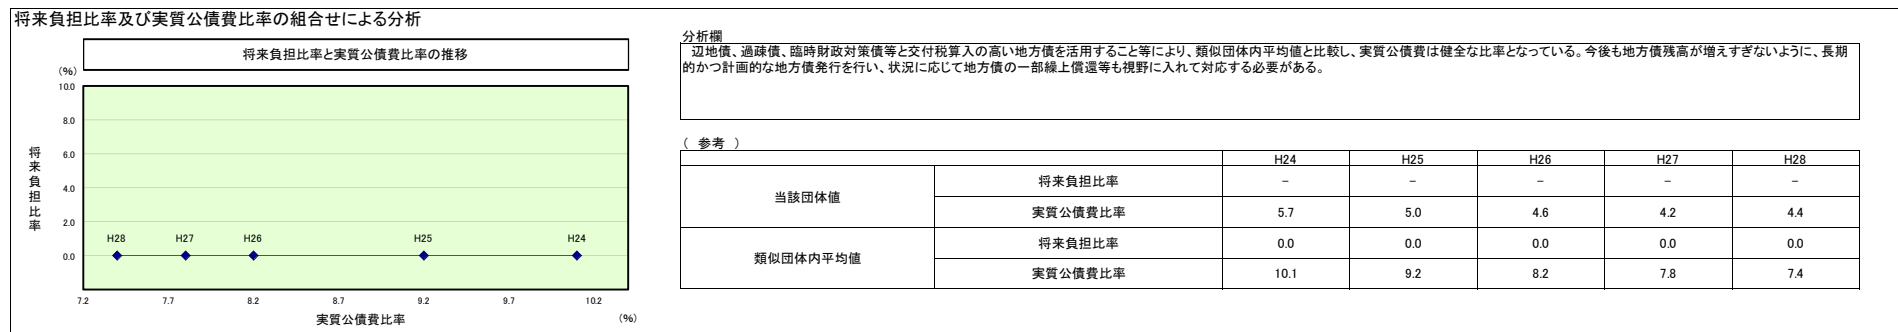 将来負担比率及び実質公債費比率の組合せによる分析
将来負担比率と実質公債費比率の推移
(%)
10.0
8.0
6.0
4.0
2.0
0.0
将来負担比率
H28 H27 H26 H25 H24
7.2 7.7 8.2 8.7 9.2 9.7 10.2
実質公債費比率 (%)
分析欄
辺地債、過疎債、臨時財政対策債等と交付税算入の高い地方債を活用すること等により、類似団体内平均値と比較し、実質公債費は健全な比率となっている。今後も地方債残高が増えすぎないように、長期
的かつ計画的な地方債発行を行い、状況に応じて地方債の一部繰上償還等も視野に入れて対応する必要がある。
( 参考 )
H24 H25 H26 H27 H28
当該団体値
将来負担比率 － － － － －
実質公債費比率 5.7 5.0 4.6 4.2 4.4
類似団体内平均値
将来負担比率 0.0 0.0 0.0 0.0 0.0
実質公債費比率 10.1 9.2 8.2 7.8 7.4